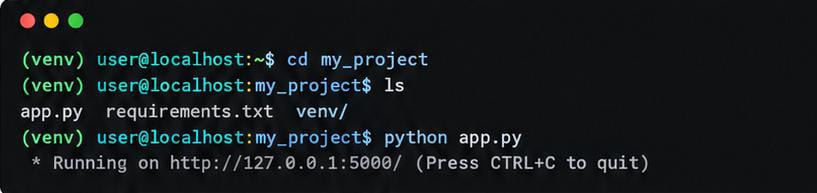 (venv) user@localhost:~$ cd my_project
(venv) user@localhost:my_project$ ls
app.py  requirements.txt  venv/
(venv) user@localhost:my_project$ python app.py
 * Running on http://127.0.0.1:5000/ (Press CTRL+C to quit)